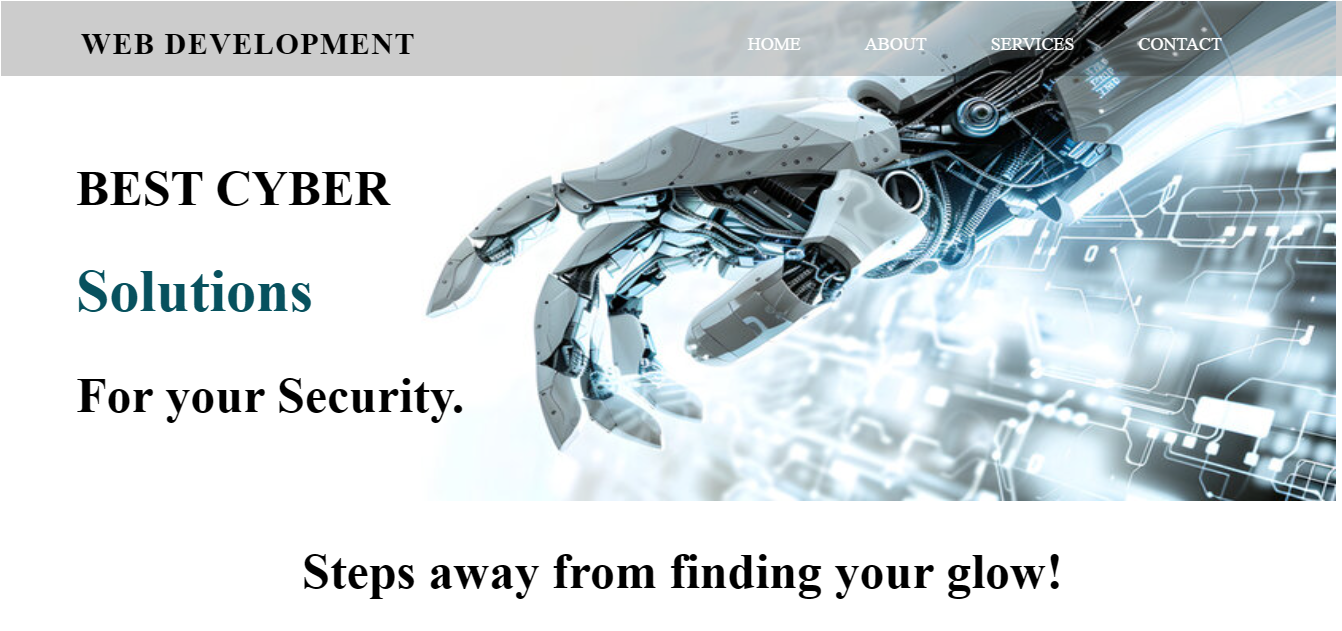 WEB DEVELOPMENT
HOME ABOUT SERVICES CONTACT
BEST CYBER
Solutions
For your Security.
Steps away from finding your glow!